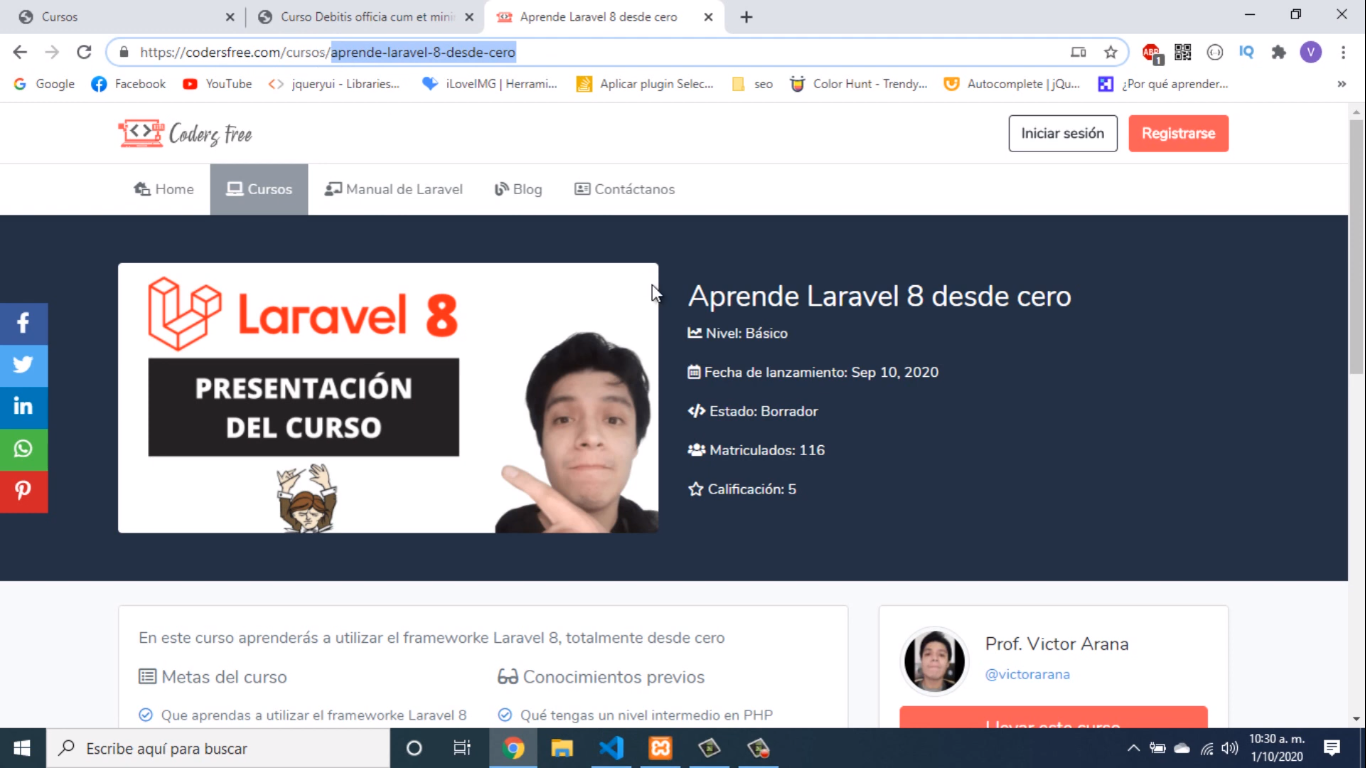 Cursos
Curso Debitis officia cum et mini
Aprende Laravel 8 desde cero
https://codersfree.com/cursos/aprende-laravel-8-desde-cero
ABP
1
IQ
V
Google
Facebook
YouTube
jqueryui - Libraries...
iLoveIMG | Herrami...
Aplicar plugin Selec...
seo
Color Hunt - Trendy...
Autocomplete | jQu...
¿Por qué aprender...
»
Coders Free
Iniciar sesión
Registrarse
Home
Cursos
Manual de Laravel
Blog
Contáctanos
Laravel 8
PRESENTACIÓN
DEL CURSO
Aprende Laravel 8 desde cero
Nivel: Básico
Fecha de lanzamiento: Sep 10, 2020
Estado: Borrador
Matriculados: 116
Calificación: 5
En este curso aprenderás a utilizar el frameworke Laravel 8, totalmente desde cero
Metas del curso
Conocimientos previos
Que aprendas a utilizar el frameworke Laravel 8
Qué tengas un nivel intermedio en PHP
Prof. Victor Arana
@victorarana
Llevar este curso
Escribe aquí para buscar
10:30 a. m.
1/10/2020